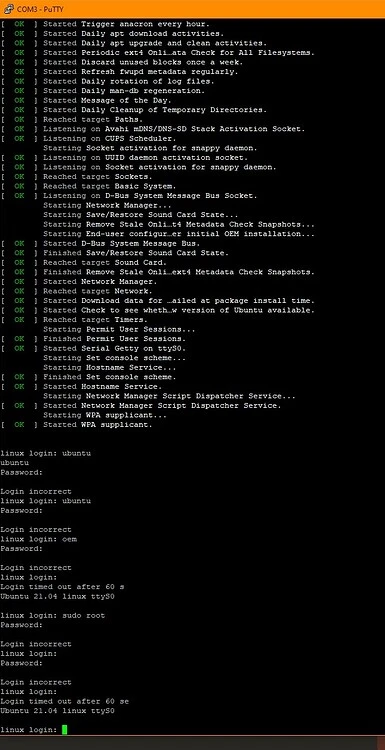 COM3 - PuTTY
[  OK  ] Started Trigger anacron every hour.
[  OK  ] Started Daily apt download activities.
[  OK  ] Started Daily apt upgrade and clean activities.
[  OK  ] Started Periodic ext4 Onli…ata Check for All Filesystems.
[  OK  ] Started Discard unused blocks once a week.
[  OK  ] Started Refresh fwupd metadata regularly.
[  OK  ] Started Daily rotation of log files.
[  OK  ] Started Daily man-db regeneration.
[  OK  ] Started Message of the Day.
[  OK  ] Started Daily Cleanup of Temporary Directories.
[  OK  ] Reached target Paths.
[  OK  ] Listening on Avahi mDNS/DNS-SD Stack Activation Socket.
[  OK  ] Listening on CUPS Scheduler.
Starting Socket activation for snappy daemon.
[  OK  ] Listening on UUID daemon activation socket.
[  OK  ] Listening on Socket activation for snappy daemon.
[  OK  ] Reached target Sockets.
[  OK  ] Reached target Basic System.
[  OK  ] Listening on D-Bus System Message Bus Socket.
Starting Network Manager...
Starting Save/Restore Sound Card State...
Starting Remove Stale Onli…t4 Metadata Check Snapshots...
Starting End-user configur…er initial OEM installation...
[  OK  ] Started D-Bus System Message Bus.
[  OK  ] Finished Save/Restore Sound Card State.
[  OK  ] Reached target Sound Card.
[  OK  ] Finished Remove Stale Onli…ext4 Metadata Check Snapshots.
[  OK  ] Started Network Manager.
[  OK  ] Reached target Network.
[  OK  ] Started Download data for …ailed at package install time.
[  OK  ] Started Check to see wheth…w version of Ubuntu available.
[  OK  ] Reached target Timers.
Starting Permit User Sessions...
[  OK  ] Finished Permit User Sessions.
[  OK  ] Started Serial Getty on ttyS0.
Starting Set console scheme...
Starting Hostname Service...
[  OK  ] Finished Set console scheme.
[  OK  ] Started Hostname Service.
Starting Network Manager Script Dispatcher Service...
[  OK  ] Started Network Manager Script Dispatcher Service.
Starting WPA supplicant...
[  OK  ] Started WPA supplicant.
linux login: ubuntu
ubuntu
Password:
Login incorrect
linux login: ubuntu
Password:
Login incorrect
linux login: oem
Password:
Login incorrect
linux login:
Login timed out after 60 s
Ubuntu 21.04 linux ttyS0
linux login: sudo root
Password:
Login incorrect
linux login:
Password:
Login incorrect
linux login:
Login timed out after 60 se
Ubuntu 21.04 linux ttyS0
linux login: